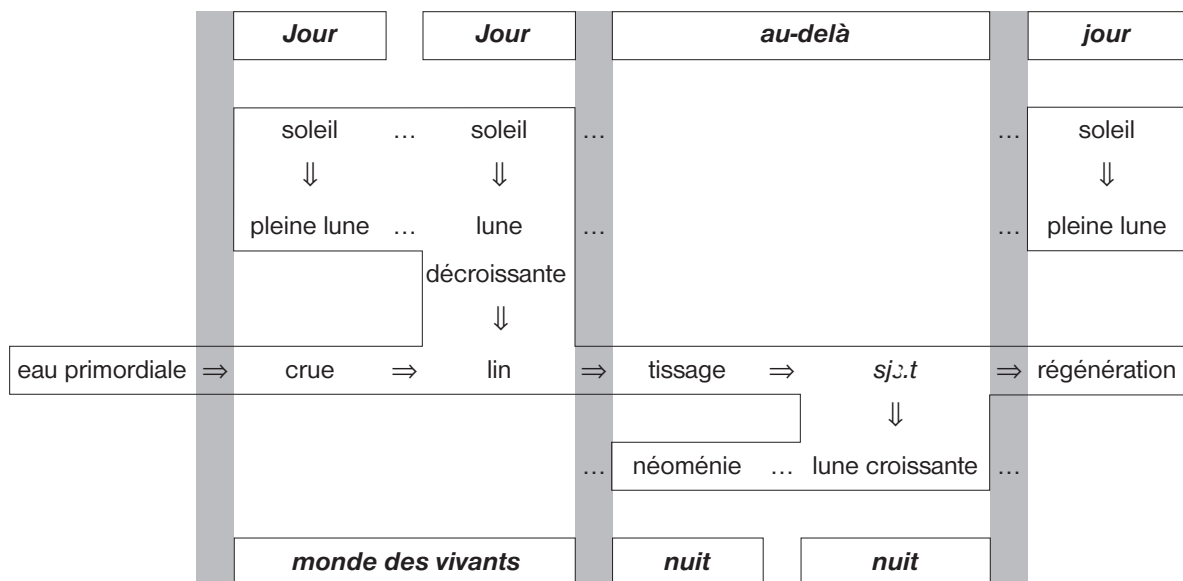 Jour Jour au-delà jour
soleil … soleil … … soleil
⇓ ⇓ ⇓
pleine lune … lune … … pleine lune
décroissante
⇓
eau primordiale ⇒ crue ⇒ lin ⇒ tissage ⇒ sjꜣ.t ⇒ régénération
⇓
… néoménie … lune croissante …
monde des vivants nuit nuit